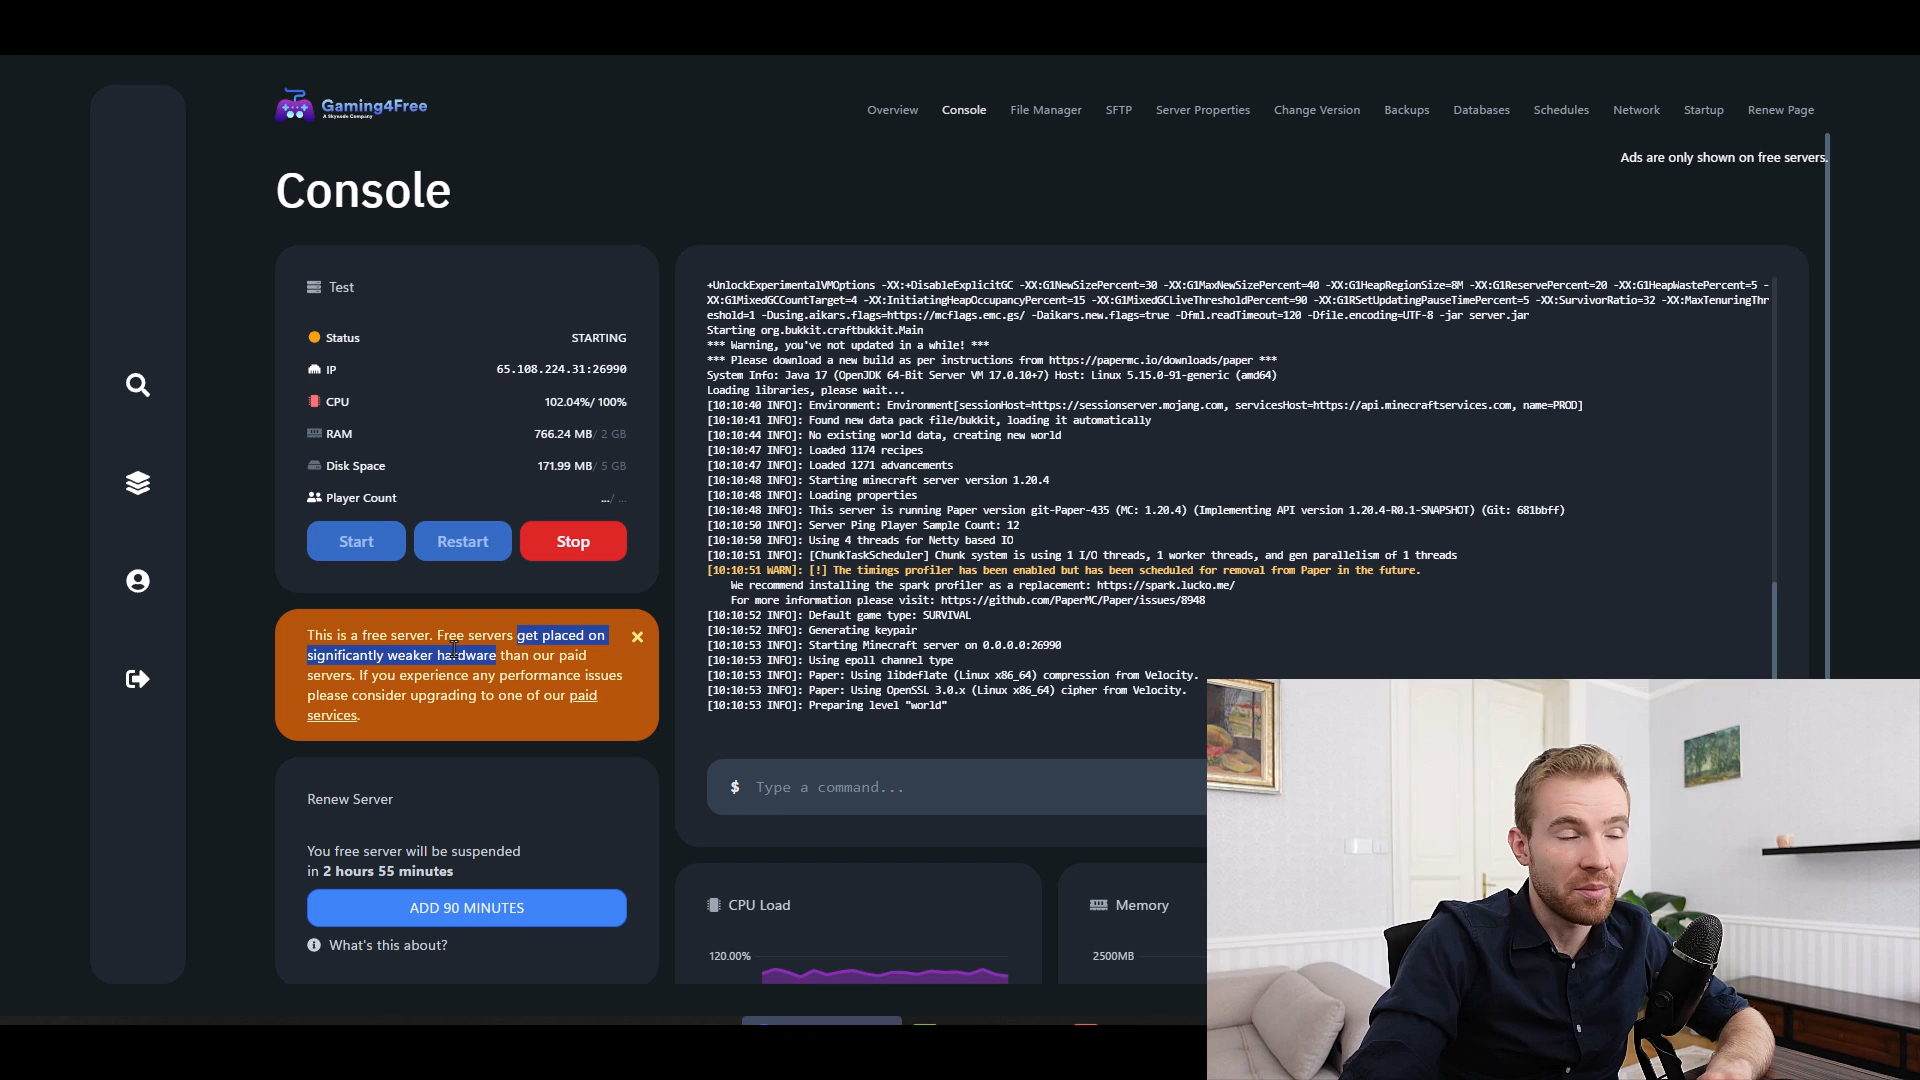 Gaming4Free
A Skynode Company
Overview Console File Manager SFTP Server Properties Change Version Backups Databases Schedules Network Startup Renew Page
Ads are only shown on free servers.
Console
Test
Status STARTING
IP 65.108.224.31:26990
CPU 102.04%/ 100%
RAM 766.24 MB/ 2 GB
Disk Space 171.99 MB/ 5 GB
Player Count .../ ...
Start Restart Stop
This is a free server. Free servers get placed on
significantly weaker hardware than our paid
servers. If you experience any performance issues
please consider upgrading to one of our paid
services.
Renew Server
You free server will be suspended
in 2 hours 55 minutes
ADD 90 MINUTES
What's this about?
+UnlockExperimentalVMOptions -XX:+DisableExplicitGC -XX:G1NewSizePercent=30 -XX:G1MaxNewSizePercent=40 -XX:G1HeapRegionSize=8M -XX:G1ReservePercent=20 -XX:G1HeapWastePercent=5 -
XX:G1MixedGCCountTarget=4 -XX:InitiatingHeapOccupancyPercent=15 -XX:G1MixedGCLiveThresholdPercent=90 -XX:G1RSetUpdatingPauseTimePercent=5 -XX:SurvivorRatio=32 -XX:MaxTenuringThr
eshold=1 -Dusing.aikars.flags=https://mcflags.emc.gs/ -Daikars.new.flags=true -Dfml.readTimeout=120 -Dfile.encoding=UTF-8 -jar server.jar
Starting org.bukkit.craftbukkit.Main
*** Warning, you've not updated in a while! ***
*** Please download a new build as per instructions from https://papermc.io/downloads/paper ***
System Info: Java 17 (OpenJDK 64-Bit Server VM 17.0.10+7) Host: Linux 5.15.0-91-generic (amd64)
Loading libraries, please wait...
[10:10:40 INFO]: Environment: Environment[sessionHost=https://sessionserver.mojang.com, servicesHost=https://api.minecraftservices.com, name=PROD]
[10:10:41 INFO]: Found new data pack file/bukkit, loading it automatically
[10:10:44 INFO]: No existing world data, creating new world
[10:10:47 INFO]: Loaded 1174 recipes
[10:10:47 INFO]: Loaded 1271 advancements
[10:10:48 INFO]: Starting minecraft server version 1.20.4
[10:10:48 INFO]: Loading properties
[10:10:48 INFO]: This server is running Paper version git-Paper-435 (MC: 1.20.4) (Implementing API version 1.20.4-R0.1-SNAPSHOT) (Git: 681bbff)
[10:10:50 INFO]: Server Ping Player Sample Count: 12
[10:10:50 INFO]: Using 4 threads for Netty based IO
[10:10:51 INFO]: [ChunkTaskScheduler] Chunk system is using 1 I/O threads, 1 worker threads, and gen parallelism of 1 threads
[10:10:51 WARN]: [!] The timings profiler has been enabled but has been scheduled for removal from Paper in the future.
We recommend installing the spark profiler as a replacement: https://spark.lucko.me/
For more information please visit: https://github.com/PaperMC/Paper/issues/8948
[10:10:52 INFO]: Default game type: SURVIVAL
[10:10:52 INFO]: Generating keypair
[10:10:53 INFO]: Starting Minecraft server on 0.0.0.0:26990
[10:10:53 INFO]: Using epoll channel type
[10:10:53 INFO]: Paper: Using libdeflate (Linux x86_64) compression from Velocity.
[10:10:53 INFO]: Paper: Using OpenSSL 3.0.x (Linux x86_64) cipher from Velocity.
[10:10:53 INFO]: Preparing level "world"
$ Type a command...
CPU Load
120.00%
Memory
2500MB